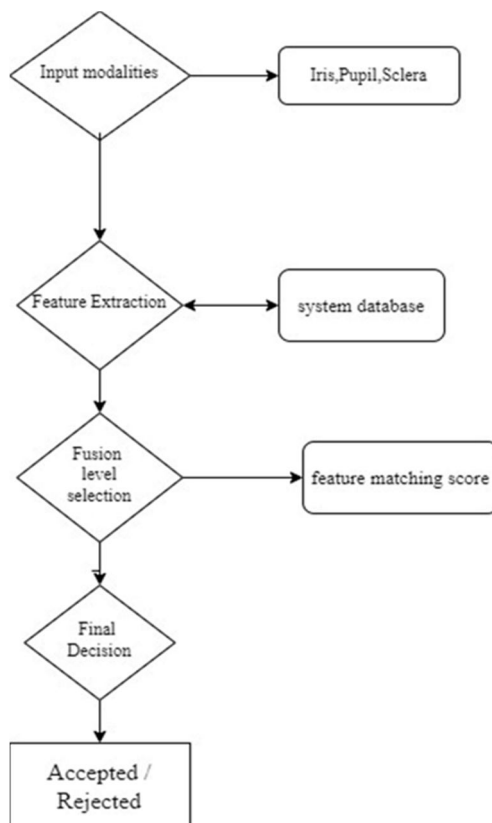 Input modalities
Iris,Pupil,Sclera
Feature Extraction
system database
Fusion
level
selection
feature matching score
Final
Decision
Accepted /
Rejected